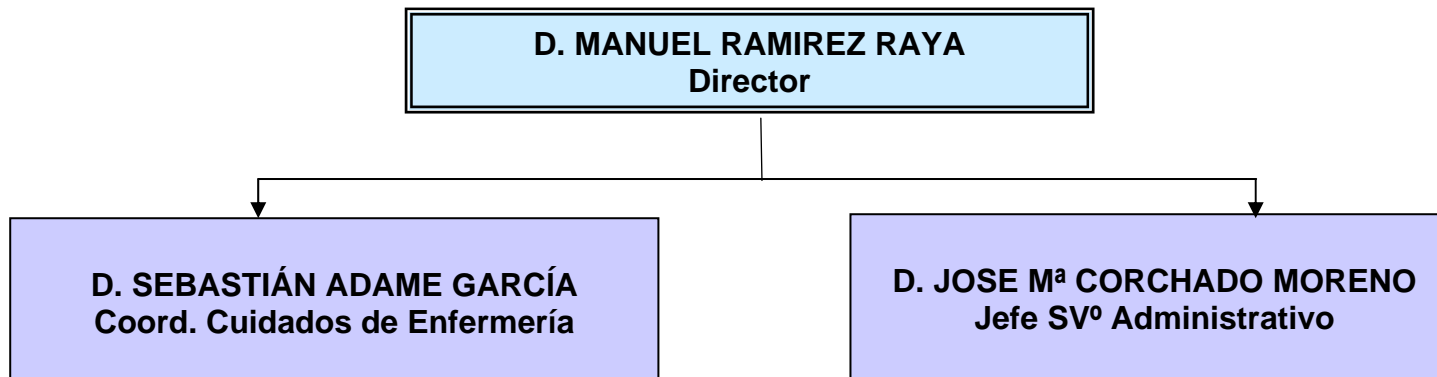 D. MANUEL RAMIREZ RAYA
Director
D. SEBASTIÁN ADAME GARCÍA
Coord. Cuidados de Enfermería
D. JOSE Mª CORCHADO MORENO
Jefe SVº Administrativo